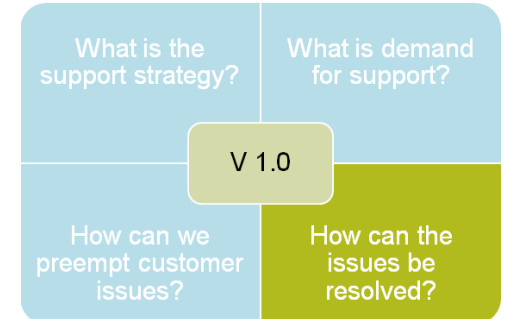 What is the
support strategy?
What is demand
for support?
V 1.0
How can we
preempt customer
issues?
How can the
issues be
resolved?